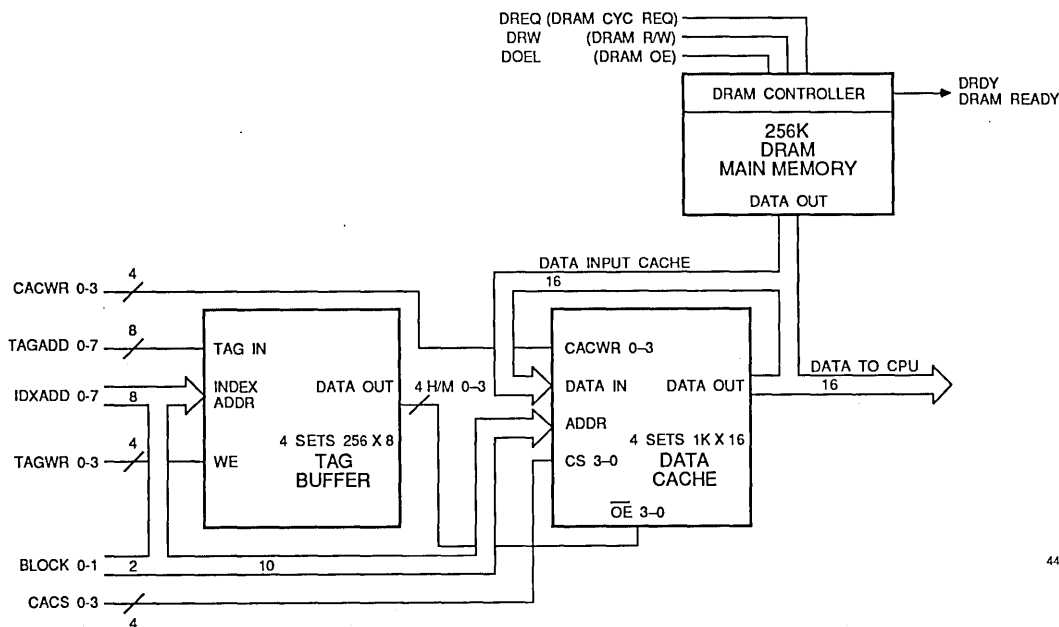 DREQ (DRAM CYC REQ)
DRW (DRAM R/W)
DOEL (DRAM OE)
DRAM CONTROLLER
DRDY
DRAM READY
256K
DRAM
MAIN MEMORY
DATA OUT
DATA INPUT CACHE
16
CACWR 0-3
4
TAGADD 0-7
8
TAG IN
IDXADD 0-7
8
INDEX
ADDR
DATA OUT
4 H/M 0-3
TAGWR 0-3
4
WE
4 SETS 256 X 8
TAG
BUFFER
CACWR 0-3
DATA IN
DATA OUT
ADDR
4 SETS 1K X 16
CS 3-0
DATA
CACHE
OE 3-0
DATA TO CPU
16
BLOCK 0-1
2
10
CACS 0-3
4
44